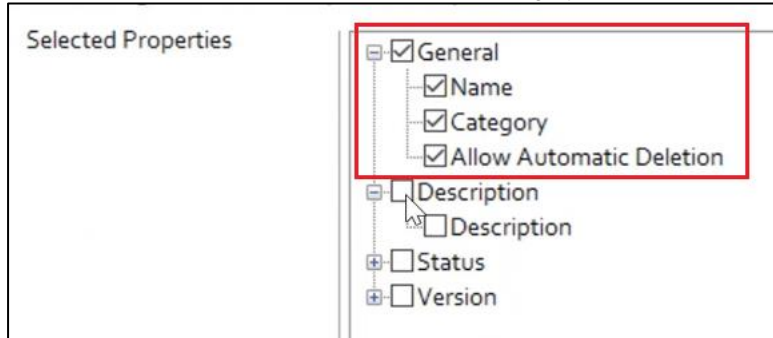 Selected Properties
General
Name
Category
Allow Automatic Deletion
Description
Description
Status
Version